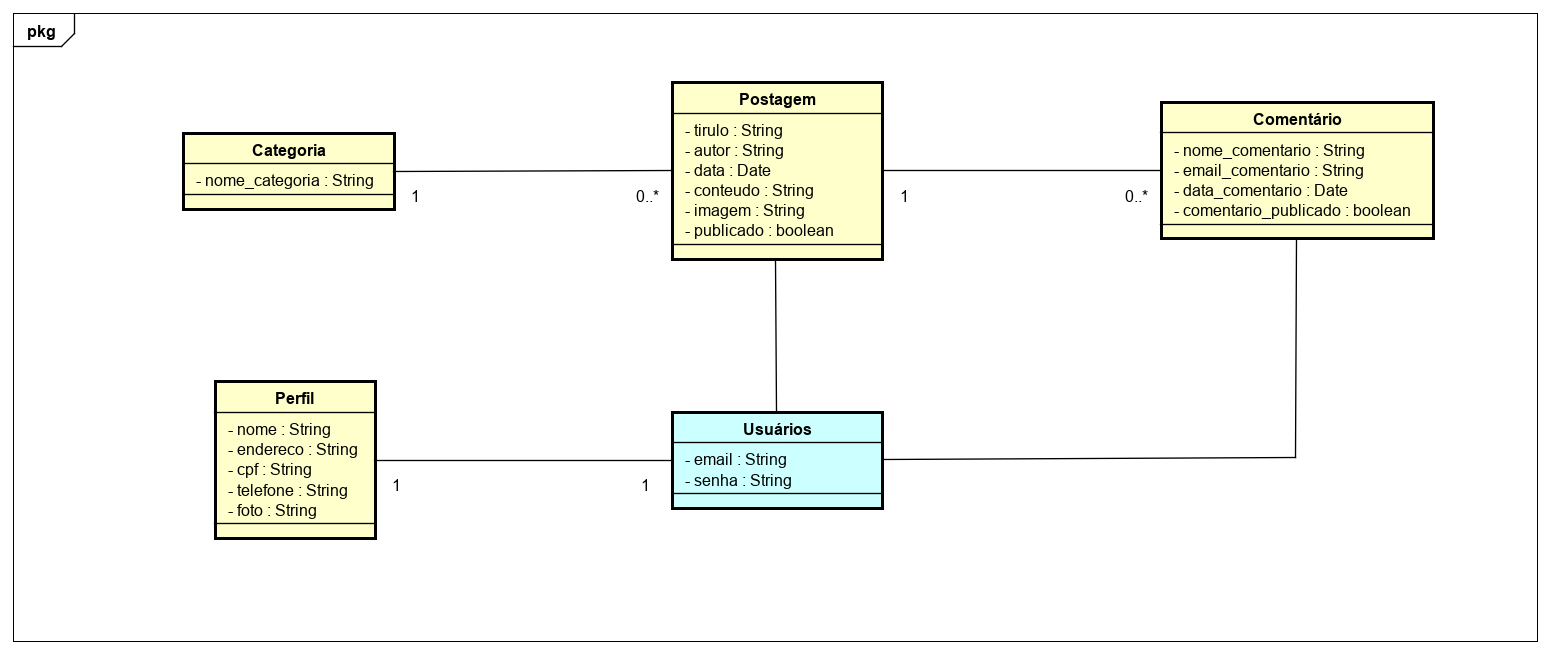 pkg
Categoria
- nome_categoria : String
1
0..*
Postagem
- tirulo : String
- autor : String
- data : Date
- conteudo : String
- imagem : String
- publicado : boolean
1
0..*
Comentário
- nome_comentario : String
- email_comentario : String
- data_comentario : Date
- comentario_publicado : boolean
Perfil
- nome : String
- endereco : String
- cpf : String
- telefone : String
- foto : String
1
1
Usuários
- email : String
- senha : String